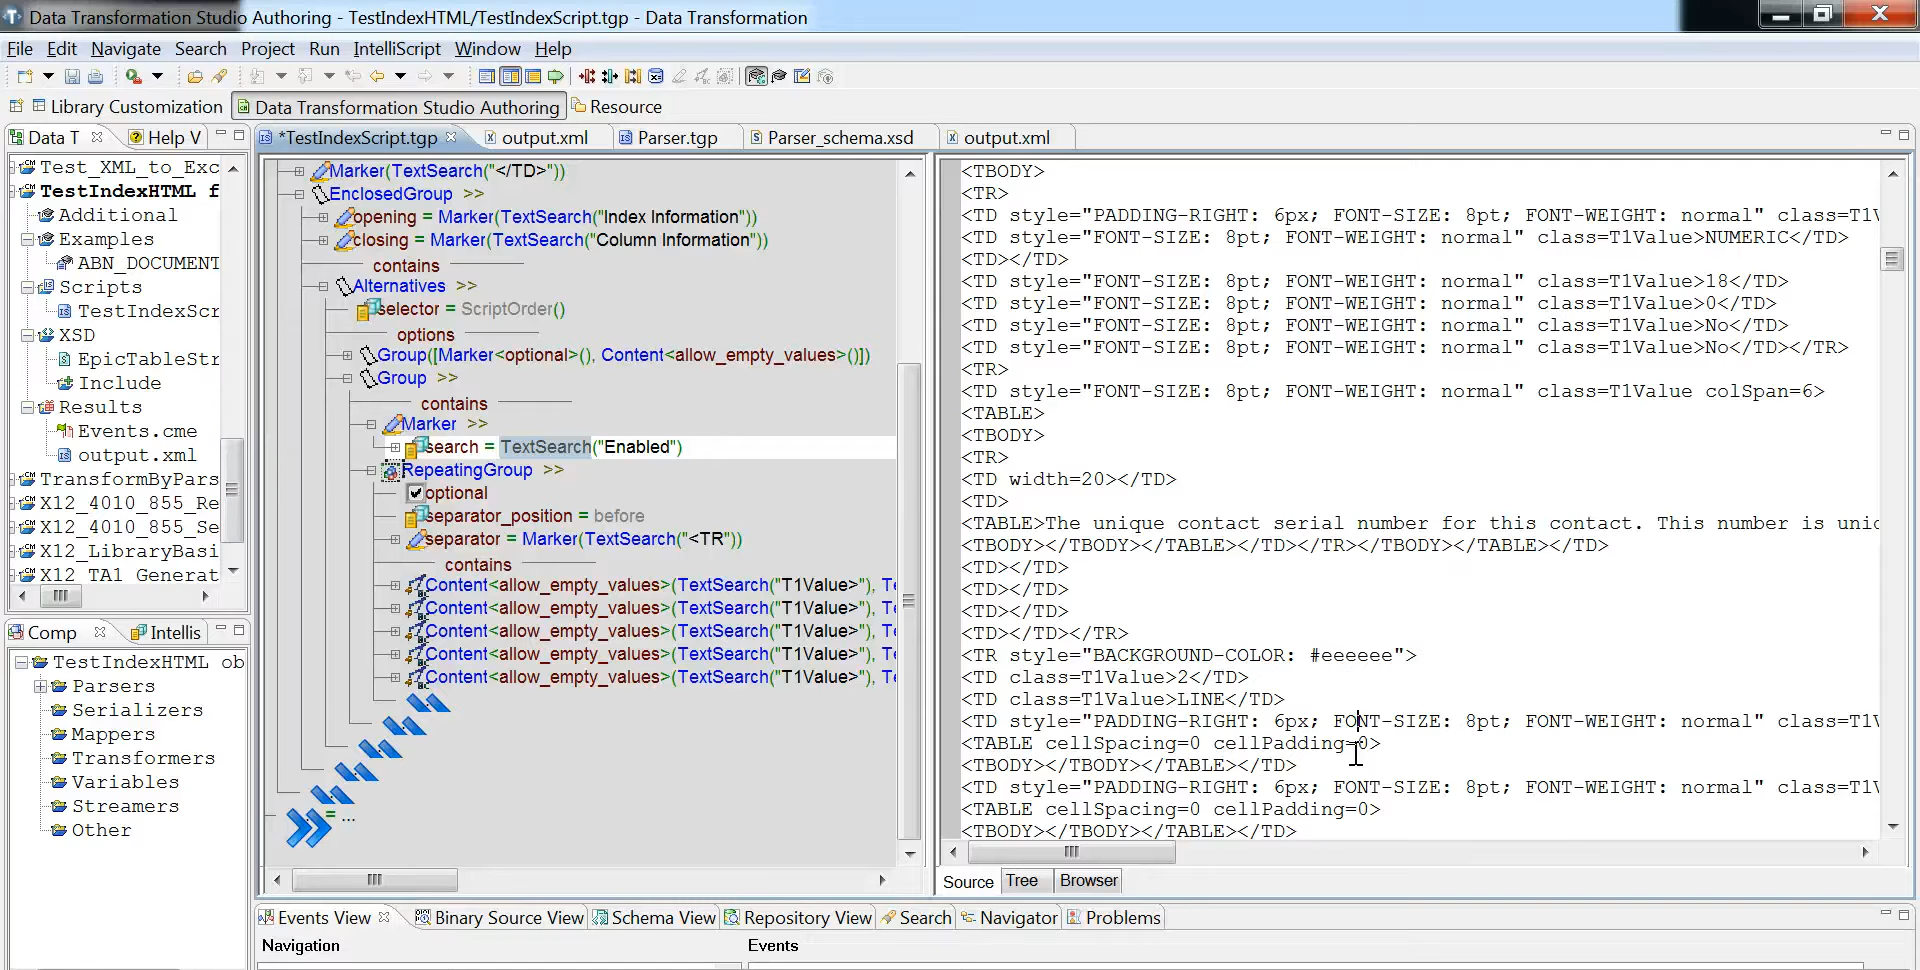 Data Transformation Studio Authoring - TestIndexHTML/TestIndexScript.tgp - Data Transformation
File Edit Navigate Search Project Run IntelliScript Window Help
Library Customization Data Transformation Studio Authoring Resource
Data T Help V
Test_XML_to_Exc
TestIndexHTML f
Additional
Examples
ABN_DOCUMENT
Scripts
TestIndexScr
XSD
EpicTableStr
Include
Results
Events.cme
output.xml
TransformByPars
X12_4010_855_Re
X12_4010_855_Se
X12_LibraryBasi
X12 TA1 Generat
Comp Intellis
TestIndexHTML ob
Parsers
Serializers
Mappers
Transformers
Variables
Streamers
Other
*TestIndexScript.tgp output.xml Parser.tgp Parser_schema.xsd output.xml
Marker(TextSearch("</TD>"))
EnclosedGroup >>
opening = Marker(TextSearch("Index Information"))
closing = Marker(TextSearch("Column Information"))
contains
Alternatives >>
selector = ScriptOrder()
options
Group([Marker<optional>(), Content<allow_empty_values>()])
Group >>
contains
Marker >>
search = TextSearch("Enabled")
RepeatingGroup >>
optional
separator_position = before
separator = Marker(TextSearch("<TR"))
contains
Content<allow_empty_values>(TextSearch("T1Value>"), Te
Content<allow_empty_values>(TextSearch("T1Value>"), Te
Content<allow_empty_values>(TextSearch("T1Value>"), Te
Content<allow_empty_values>(TextSearch("T1Value>"), Te
Content<allow_empty_values>(TextSearch("T1Value>"), Te
= ...
<TBODY>
<TR>
<TD style="PADDING-RIGHT: 6px; FONT-SIZE: 8pt; FONT-WEIGHT: normal" class=T1V
<TD style="FONT-SIZE: 8pt; FONT-WEIGHT: normal" class=T1Value>NUMERIC</TD>
<TD></TD>
<TD style="FONT-SIZE: 8pt; FONT-WEIGHT: normal" class=T1Value>18</TD>
<TD style="FONT-SIZE: 8pt; FONT-WEIGHT: normal" class=T1Value>0</TD>
<TD style="FONT-SIZE: 8pt; FONT-WEIGHT: normal" class=T1Value>No</TD>
<TD style="FONT-SIZE: 8pt; FONT-WEIGHT: normal" class=T1Value>No</TD></TR>
<TR>
<TD style="FONT-SIZE: 8pt; FONT-WEIGHT: normal" class=T1Value colSpan=6>
<TABLE>
<TBODY>
<TR>
<TD width=20></TD>
<TD>
<TABLE>The unique contact serial number for this contact. This number is unic
<TBODY></TBODY></TABLE></TD></TR></TBODY></TABLE></TD>
<TD></TD>
<TD></TD>
<TD></TD>
<TD></TD></TR>
<TR style="BACKGROUND-COLOR: #eeeeee">
<TD class=T1Value>2</TD>
<TD class=T1Value>LINE</TD>
<TD style="PADDING-RIGHT: 6px; FONT-SIZE: 8pt; FONT-WEIGHT: normal" class=T1V
<TABLE cellSpacing=0 cellPadding=0>
<TBODY></TBODY></TABLE></TD>
<TD style="PADDING-RIGHT: 6px; FONT-SIZE: 8pt; FONT-WEIGHT: normal" class=T1V
<TABLE cellSpacing=0 cellPadding=0>
<TBODY></TBODY></TABLE></TD>
Source Tree Browser
Events View Binary Source View Schema View Repository View Search Navigator Problems
Navigation Events